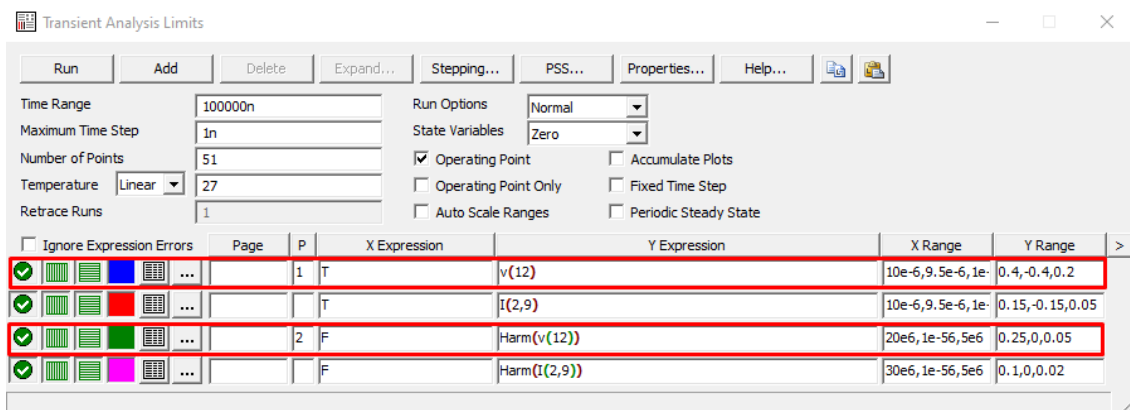 Transient Analysis Limits
Run Add Delete Expand... Stepping... PSS... Properties... Help...
Time Range 100000n Run Options Normal
Maximum Time Step 1n State Variables Zero
Number of Points 51 Operating Point Accumulate Plots
Temperature Linear 27 Operating Point Only Fixed Time Step
Retrace Runs 1 Auto Scale Ranges Periodic Steady State
Ignore Expression Errors Page P X Expression Y Expression X Range Y Range >
... 1 T v(12) 10e-6,9.5e-6,1e- 0.4,-0.4,0.2
... T I(2,9) 10e-6,9.5e-6,1e- 0.15,-0.15,0.05
... 2 F Harm(v(12)) 20e6,1e-56,5e6 0.25,0,0.05
... F Harm(I(2,9)) 30e6,1e-56,5e6 0.1,0,0.02